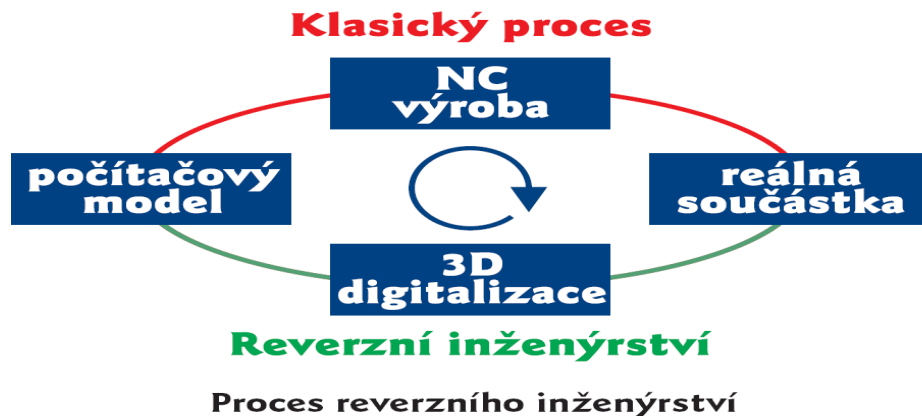 Klasický proces
NC
výroba
počítačový
model
reálná
součástka
3D
digitalizace
Reverzní inženýrství
Proces reverzního inženýrství